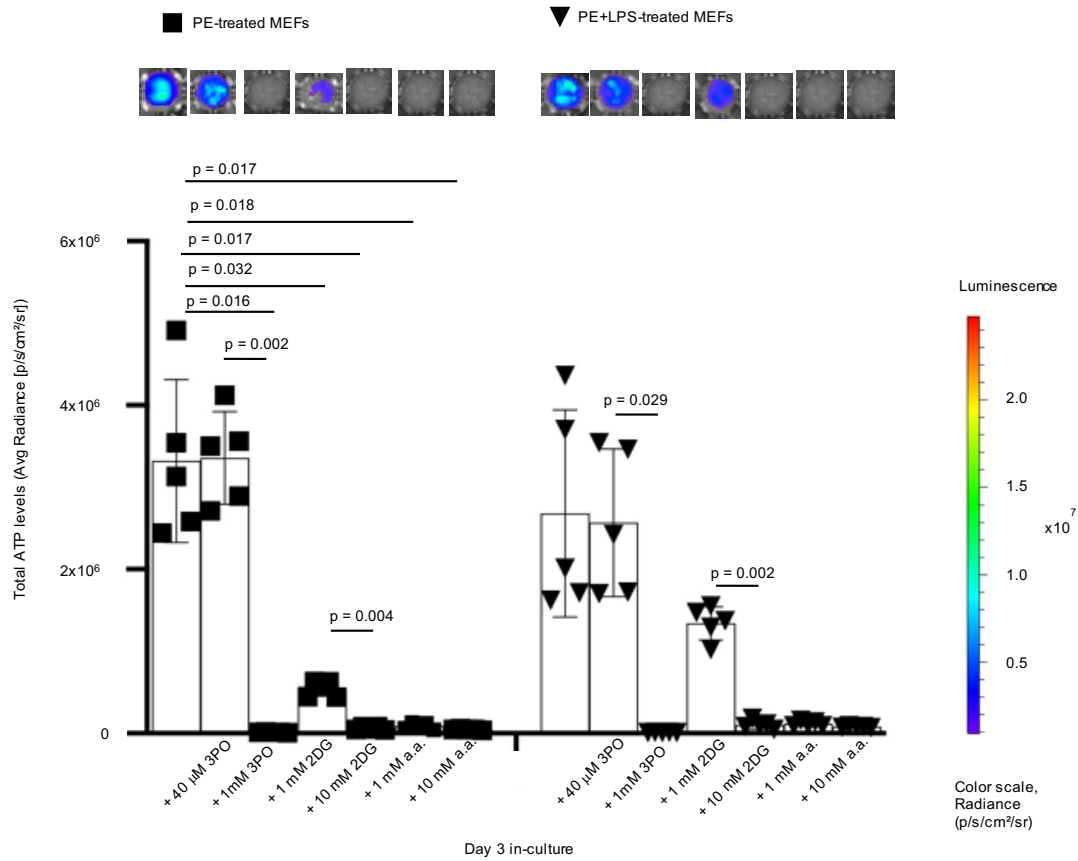 PE-treated MEFs
PE+LPS-treated MEFs
p = 0.017
p = 0.018
p = 0.017
p = 0.032
p = 0.016
p = 0.002
p = 0.004
p = 0.029
p = 0.002
Total ATP levels (Avg Radiance [p/s/cm²/sr])
6x10⁶
4x10⁶
2x10⁶
0
+ 40 µM 3PO
+ 1mM 3PO
+ 1 mM 2DG
+ 10 mM 2DG
+ 1 mM a.a.
+ 10 mM a.a.
+ 40 µM 3PO
+ 1mM 3PO
+ 1 mM 2DG
+ 10 mM 2DG
+ 1 mM a.a.
+ 10 mM a.a.
Day 3 in-culture
Luminescence
2.0
1.5
x10⁷
1.0
0.5
Color scale,
Radiance
(p/s/cm²/sr)